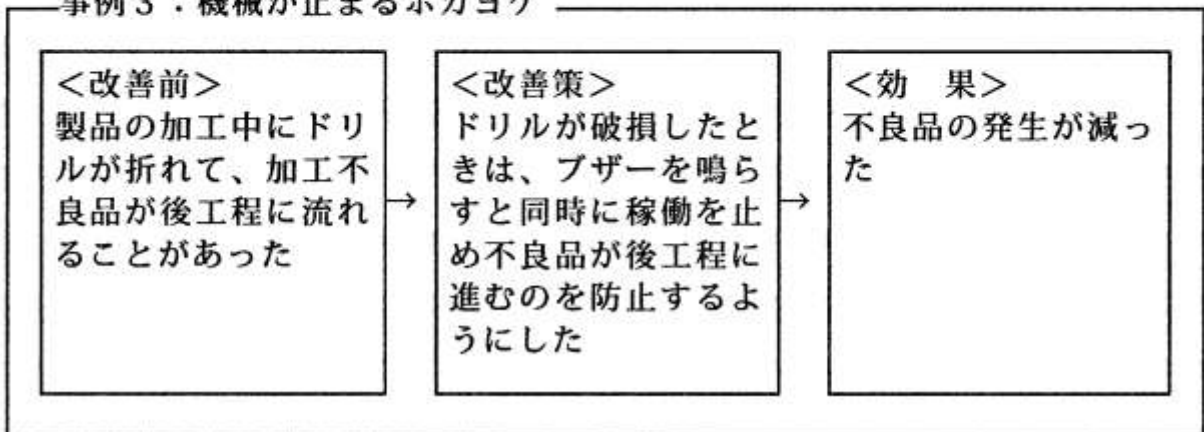 事例3：機械が止まるポカヨケ
＜改善前＞
製品の加工中にドリ
ルが折れて、加工不
良品が後工程に流れ
ることがあった
→
＜改善策＞
ドリルが破損したと
きは、ブザーを鳴ら
すと同時に稼働を止
め不良品が後工程に
進むのを防止するよ
うにした
→
＜効　果＞
不良品の発生が減っ
た